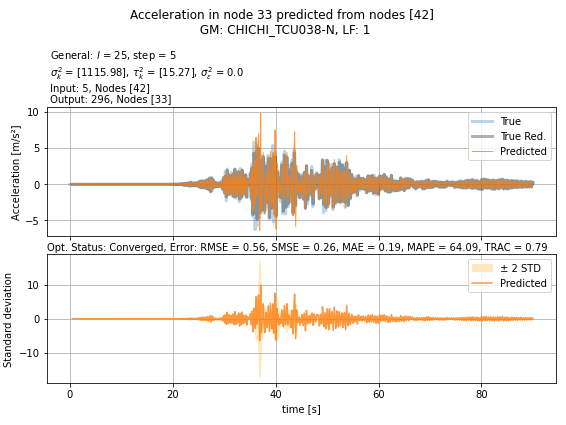 Acceleration in node 33 predicted from nodes [42]
GM: CHICHI_TCU038-N, LF: 1
General: l = 25, step = 5
σ²ₖ = [1115.98], τ²ₖ = [15.27], σ²ε = 0.0
Input: 5, Nodes [42]
Output: 296, Nodes [33]
10
5
0
−5
Acceleration [m/s²]
True
True Red.
Predicted
Opt. Status: Converged, Error: RMSE = 0.56, SMSE = 0.26, MAE = 0.19, MAPE = 64.09, TRAC = 0.79
10
0
−10
Standard deviation
± 2 STD
Predicted
0 20 40 60 80
time [s]